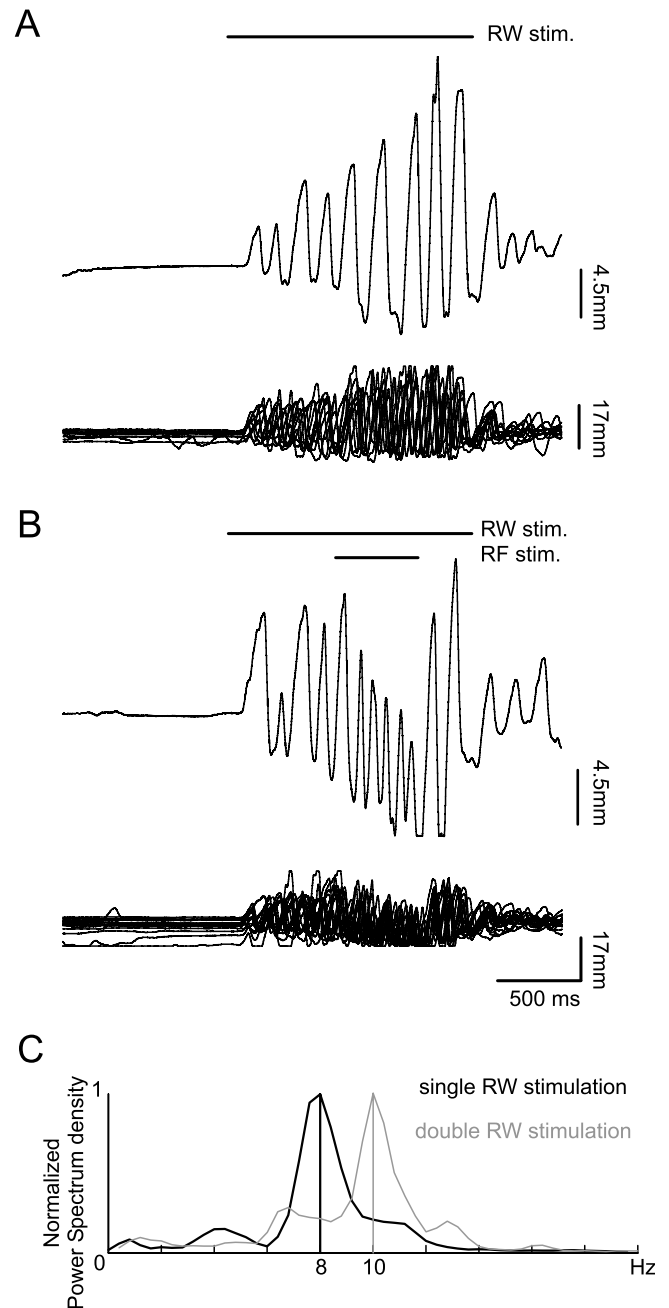 A
RW stim.
4.5mm
17mm
B
RW stim.
RF stim.
4.5mm
17mm
500 ms
C
Normalized
Power Spectrum density
1
single RW stimulation
double RW stimulation
0
8
10
Hz